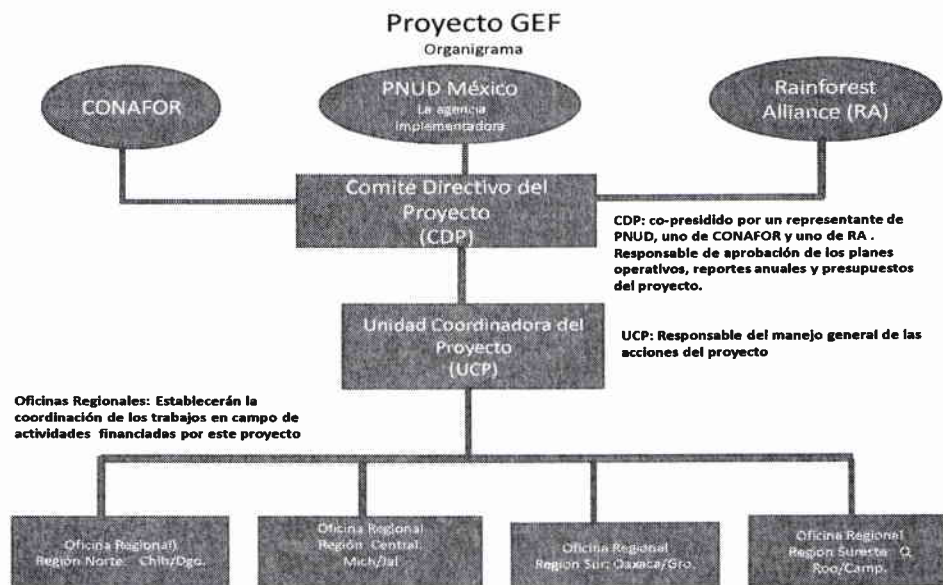 Proyecto GEF
Organigrama
CONAFOR
PNUD México
La agencia
implementadora
Rainforest
Alliance (RA)
Comité Directivo del
Proyecto
(CDP)
CDP: co-presidido por un representante de
PNUD, uno de CONAFOR y uno de RA .
Responsable de aprobación de los planes
operativos, reportes anuales y presupuestos
del proyecto.
Unidad Coordinadora del
Proyecto
(UCP)
UCP: Responsable del manejo general de las
acciones del proyecto
Oficinas Regionales: Establecerán la
coordinación de los trabajos en campo de
actividades financiadas por este proyecto
Oficina Regional)
Región Norte: Chih/Dgo.
Oficina Regional
Región Central.
Mich/Jal
Oficina Regional
Región Sur: Oaxaca/Gro.
Oficina Regional
Región Sureste Q.
Roo/Camp.